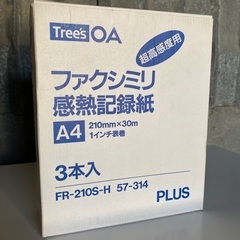 Tree's OA
超高感度用
ファクシミリ
感熱記録紙
A4
210mm×30m
1インチ表巻
3本入
FR-210S-H 57-314
PLUS